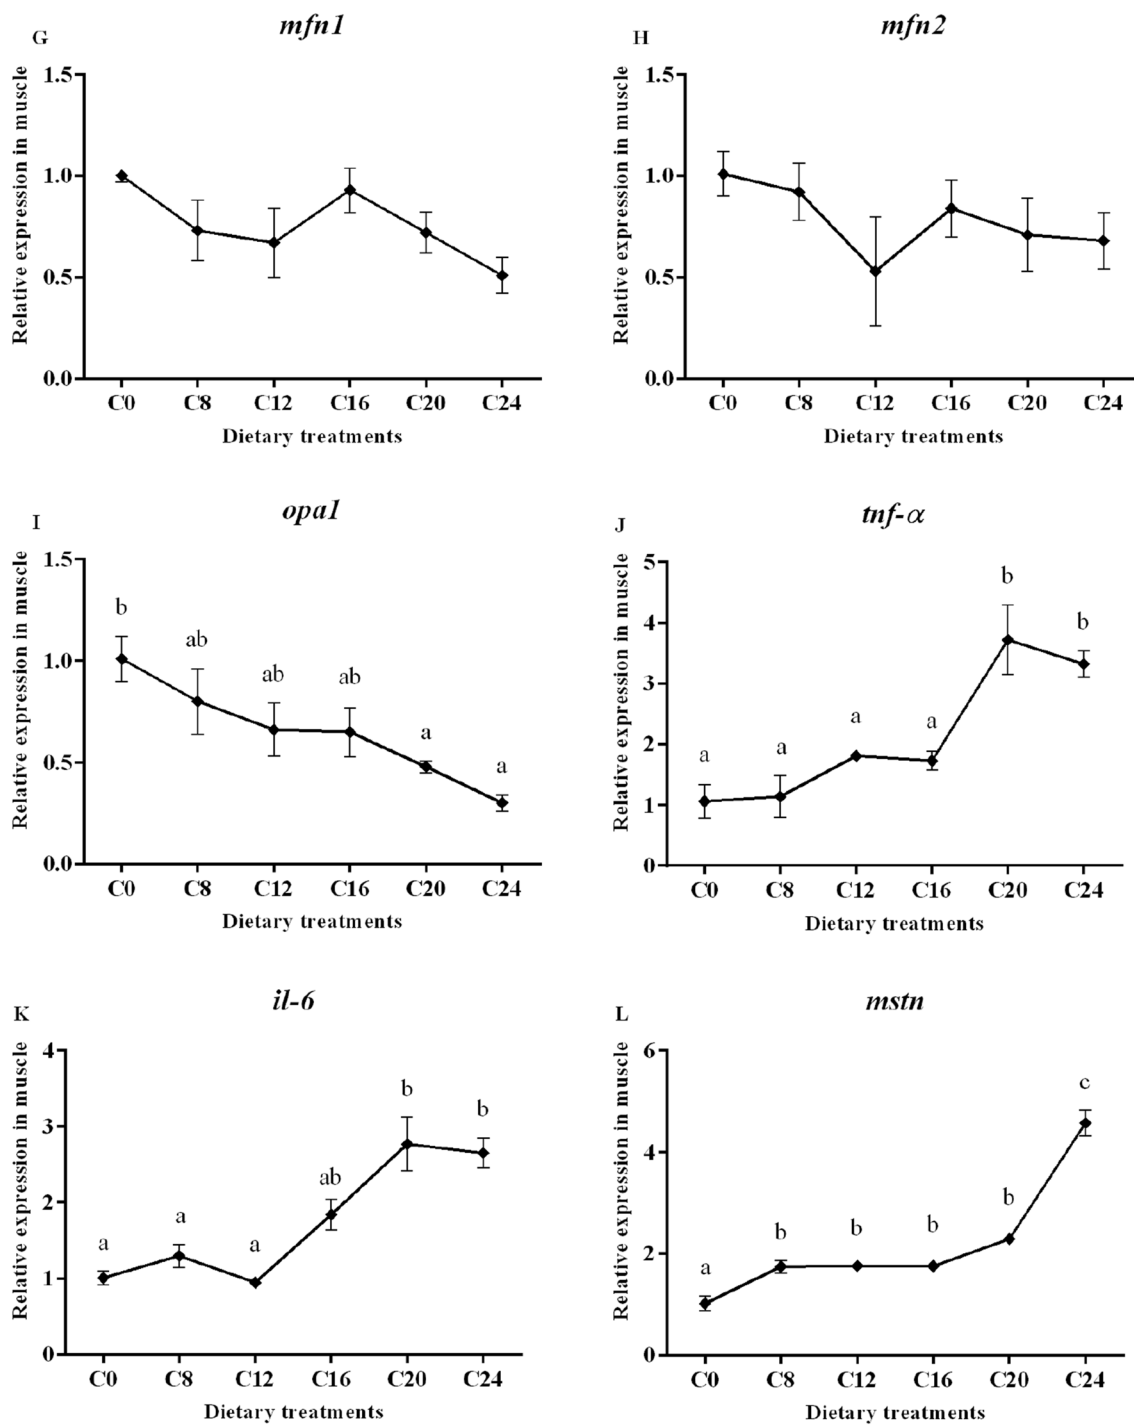 G
mfn1
Relative expression in muscle
1.5
1.0
0.5
0.0
C0 C8 C12 C16 C20 C24
Dietary treatments
H
mfn2
Relative expression in muscle
1.5
1.0
0.5
0.0
C0 C8 C12 C16 C20 C24
Dietary treatments
I
opa1
Relative expression in muscle
1.5
1.0
0.5
0.0
b ab ab ab a a
C0 C8 C12 C16 C20 C24
Dietary treatments
J
tnf-α
Relative expression in muscle
5
4
3
2
1
0
a a a a b b
C0 C8 C12 C16 C20 C24
Dietary treatments
K
il-6
Relative expression in muscle
4
3
2
1
0
a a a ab b b
C0 C8 C12 C16 C20 C24
Dietary treatments
L
mstn
Relative expression in muscle
6
4
2
0
a b b b b c
C0 C8 C12 C16 C20 C24
Dietary treatments